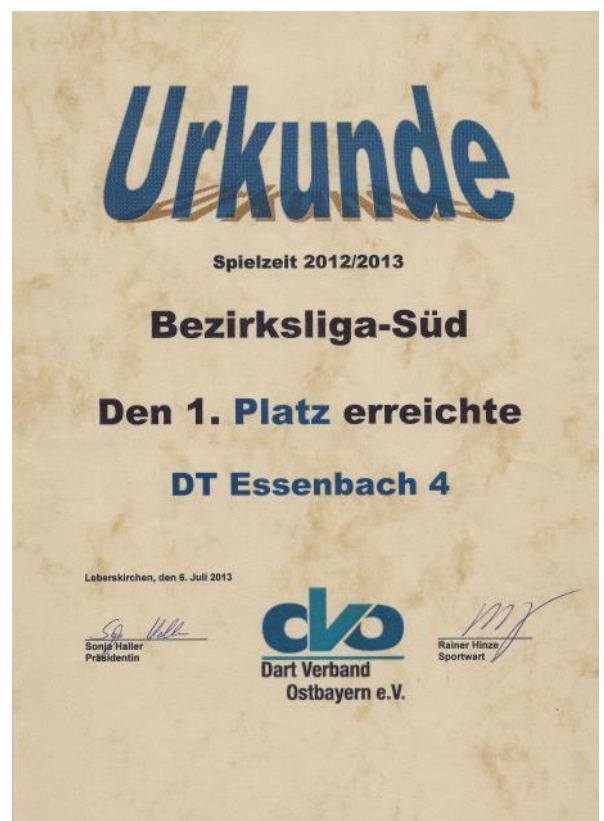 Urkunde
Spielzeit 2012/2013
Bezirksliga-Süd
Den 1. Platz erreichte
DT Essenbach 4
Leberskirchen, den 6. Juli 2013
Sonja Haller
Präsidentin
dvo
Dart Verband
Ostbayern e.V.
Rainer Hinze
Sportwart